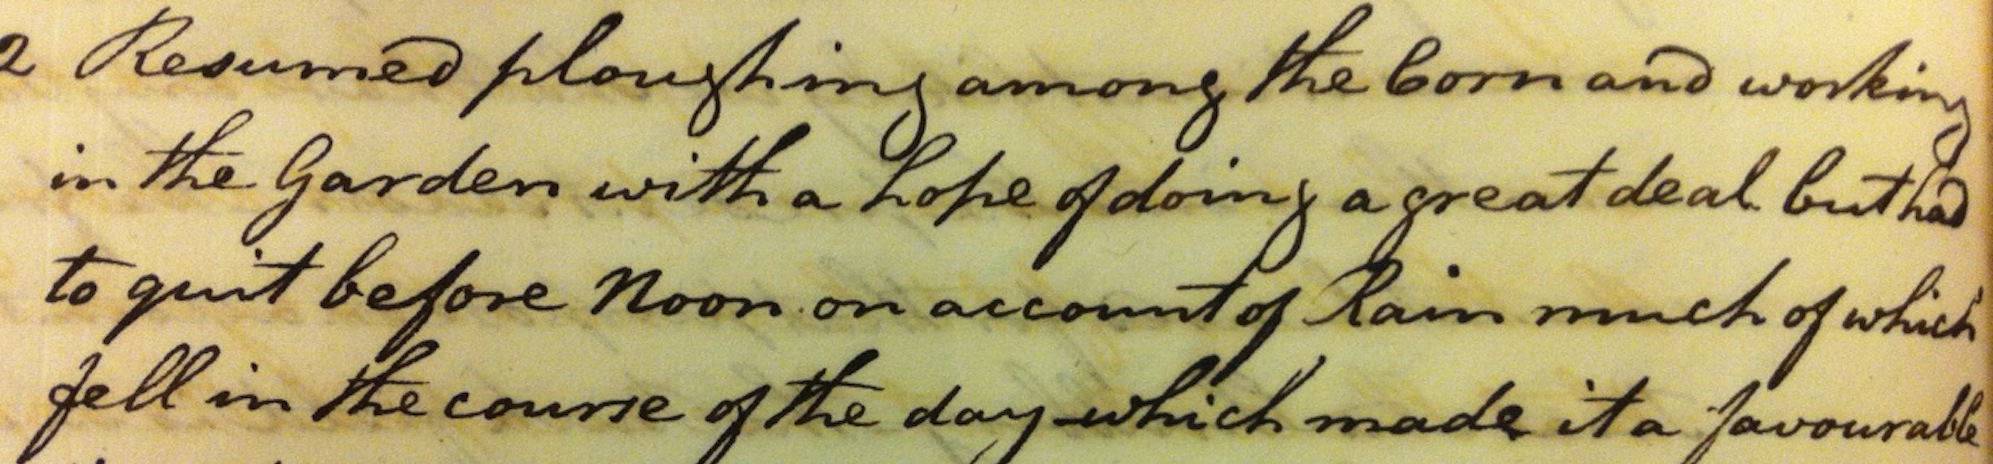 2 Resumed ploughing among the Corn and working
in the Garden with a hope of doing a great deal but had
to quit before Noon on account of Rain much of which
fell in the course of the day which made it a favourable